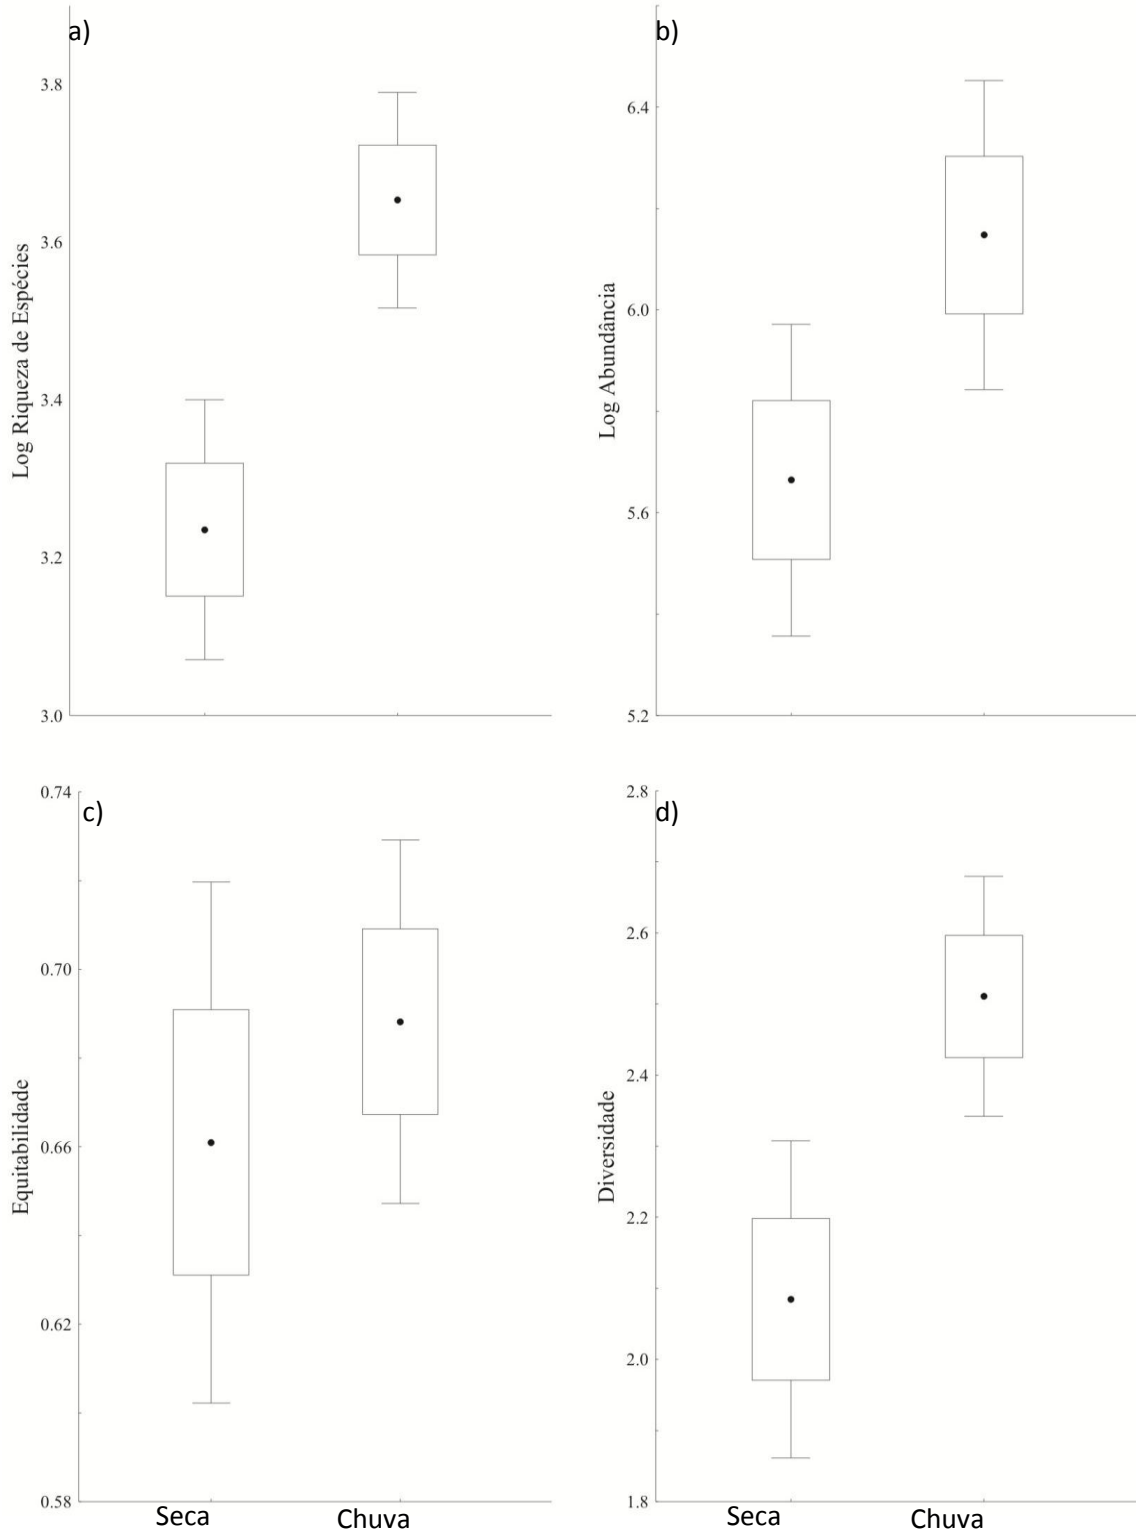 a)
3.8
3.6
3.4
3.2
3.0
Log Riqueza de Espécies
b)
6.4
6.0
5.6
5.2
Log Abundância
c)
0.74
0.70
0.66
0.62
0.58
Equitabilidade
Seca Chuva
d)
2.8
2.6
2.4
2.2
2.0
1.8
Diversidade
Seca Chuva